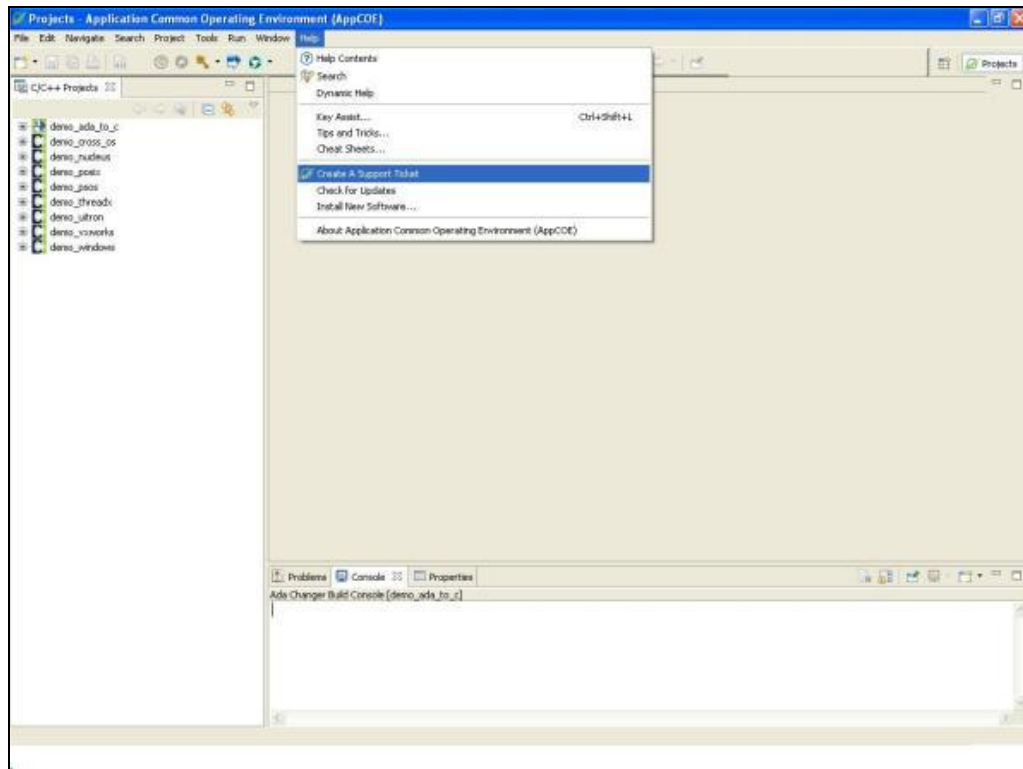 Projects - Application Common Operating Environment (AppCOE)
File Edit Navigate Search Project Tools Run Window Help
Projects
C/C++ Projects
demo_ada_to_c
demo_cross_os
demo_nucleus
demo_posix
demo_psos
demo_threadx
demo_uitron
demo_vxworks
demo_windows
Help Contents
Search
Dynamic Help
Key Assist... Ctrl+Shift+L
Tips and Tricks...
Cheat Sheets...
Create A Support Ticket
Check for Updates
Install New Software...
About Application Common Operating Environment (AppCOE)
Problems Console Properties
Ada Changer Build Console [demo_ada_to_c]